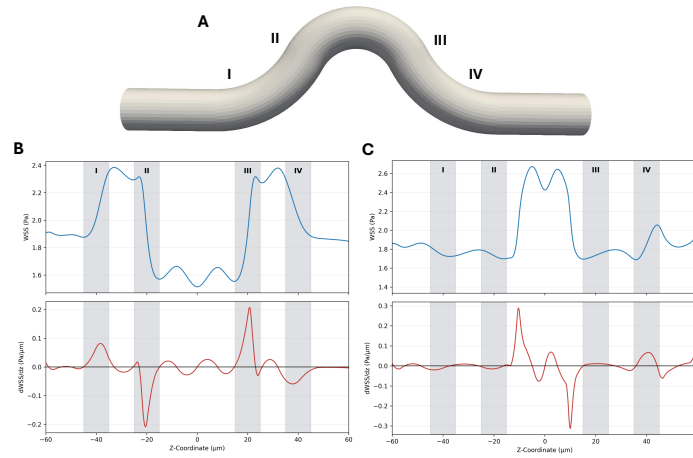 A
II
III
I
IV
B
C
2.4
2.2
2.0
1.8
1.6
WSS (Pa)
I
II
III
IV
2.6
2.4
2.2
2.0
1.8
1.6
1.4
WSS (Pa)
I
II
III
IV
0.2
0.1
0.0
−0.1
−0.2
dWSS/dz (Pa/μm)
−60
−40
−20
0
20
40
60
Z-Coordinate (μm)
0.3
0.2
0.1
0.0
−0.1
−0.2
−0.3
dWSS/dz (Pa/μm)
−60
−40
−20
0
20
40
Z-Coordinate (μm)